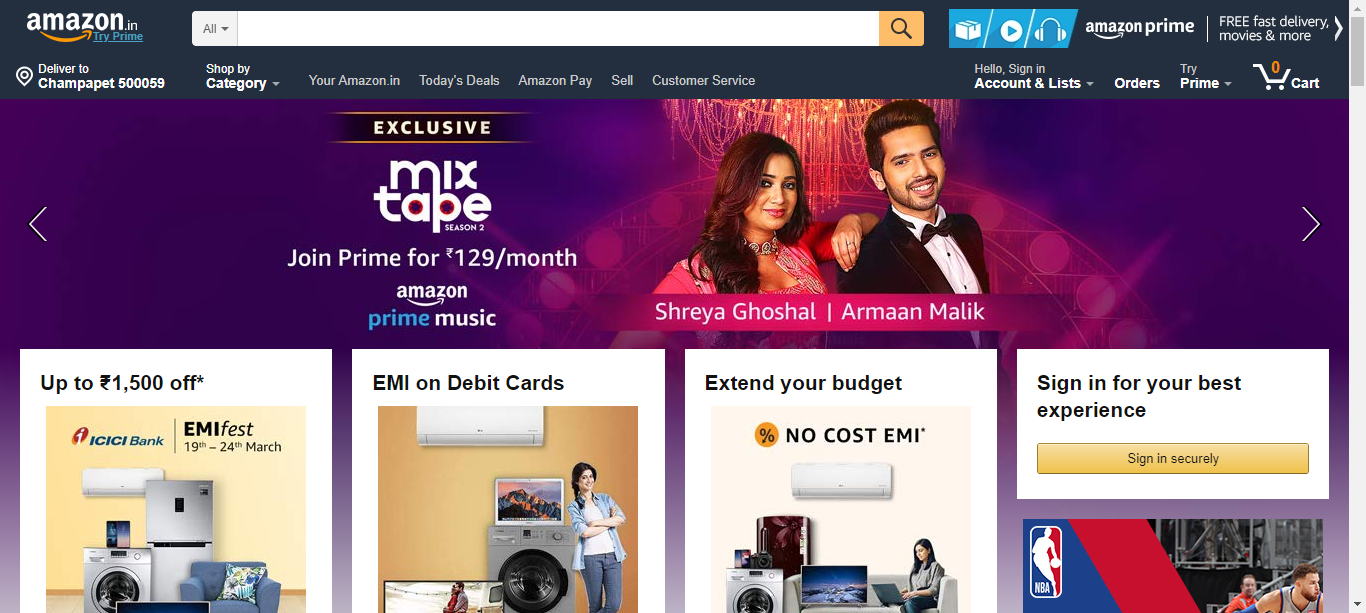 amazon.in
Try Prime
All
amazon prime
FREE fast delivery,
movies & more
Deliver to
Champapet 500059
Shop by
Category
Your Amazon.in
Today's Deals
Amazon Pay
Sell
Customer Service
Hello, Sign in
Account & Lists
Orders
Try
Prime
0
Cart
EXCLUSIVE
mix
tape
SEASON 2
Join Prime for ₹129/month
amazon
prime music
Shreya Ghoshal | Armaan Malik
Up to ₹1,500 off*
ICICI Bank
EMIfest
19th – 24th March
EMI on Debit Cards
Extend your budget
% NO COST EMI*
Sign in for your best
experience
Sign in securely
NBA